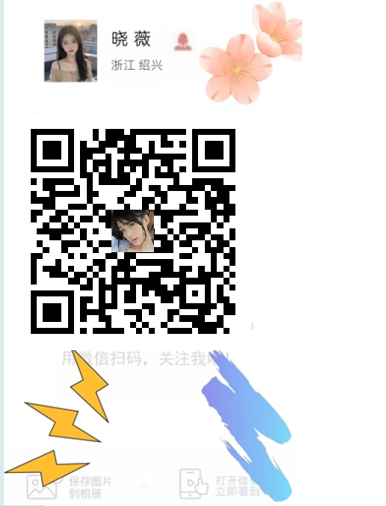 晓薇
浙江 绍兴
用微信扫码，关注我
保存图片
到相册
打开微
立即看到